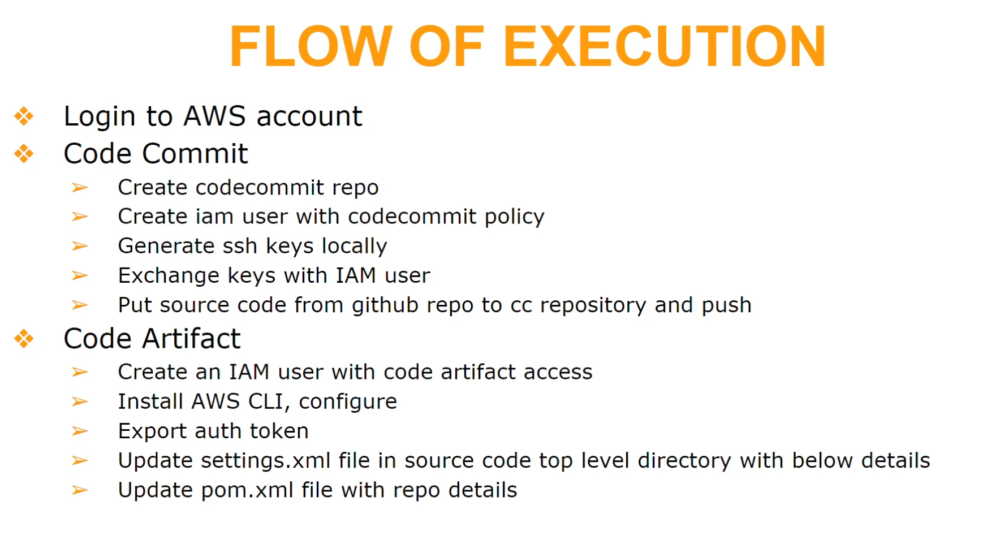 FLOW OF EXECUTION
❖ Login to AWS account
❖ Code Commit
➢ Create codecommit repo
➢ Create iam user with codecommit policy
➢ Generate ssh keys locally
➢ Exchange keys with IAM user
➢ Put source code from github repo to cc repository and push
❖ Code Artifact
➢ Create an IAM user with code artifact access
➢ Install AWS CLI, configure
➢ Export auth token
➢ Update settings.xml file in source code top level directory with below details
➢ Update pom.xml file with repo details